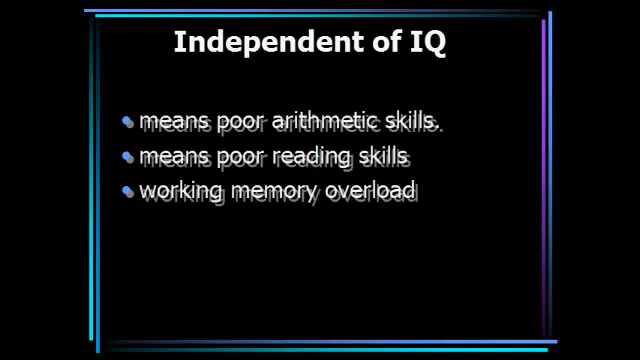 Independent of IQ
means poor arithmetic skills.
means poor reading skills
working memory overload